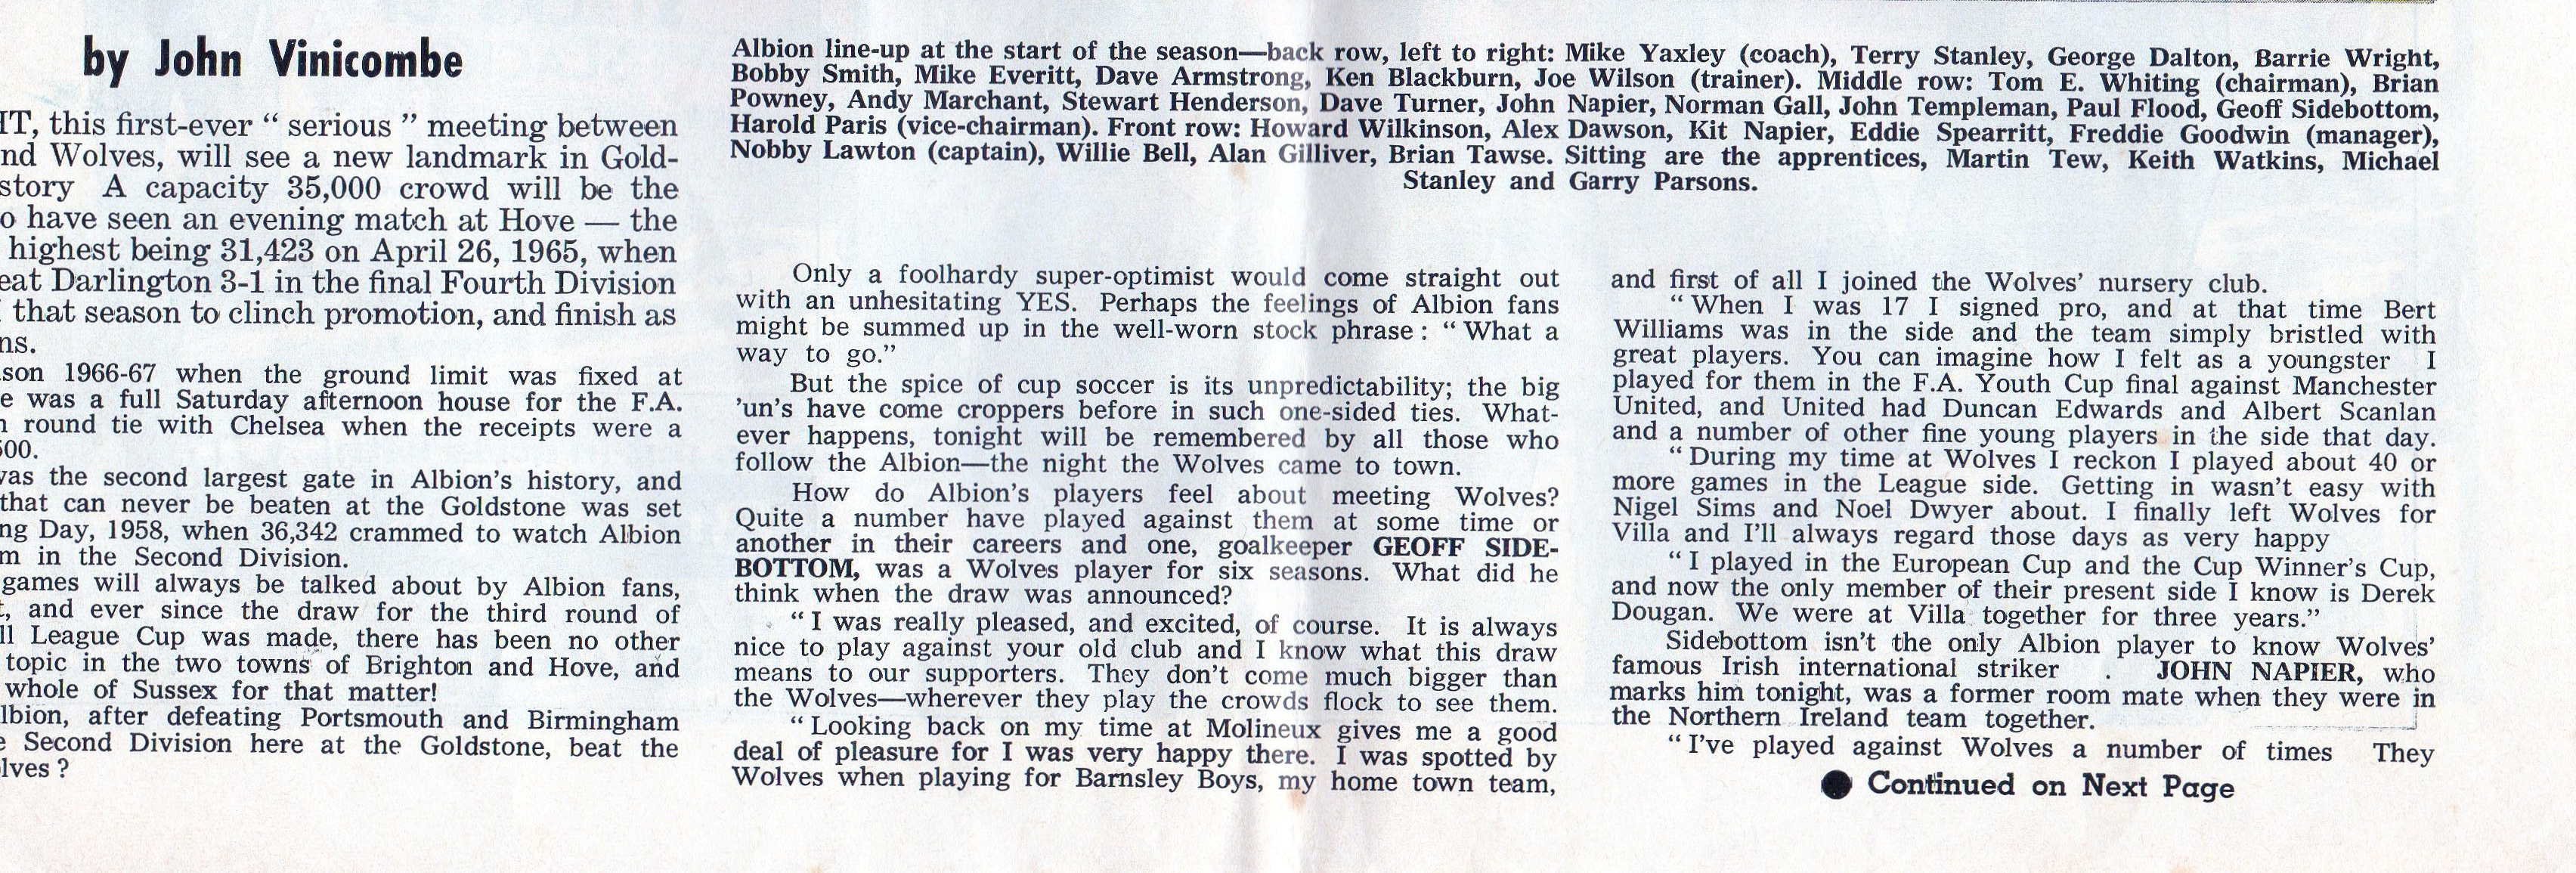 by John Vinicombe
IT, this first-ever “ serious ” meeting between
nd Wolves, will see a new landmark in Gold-
story A capacity 35,000 crowd will be the
o have seen an evening match at Hove — the
highest being 31,423 on April 26, 1965, when
eat Darlington 3-1 in the final Fourth Division
that season to clinch promotion, and finish as
ns.
son 1966-67 when the ground limit was fixed at
e was a full Saturday afternoon house for the F.A.
round tie with Chelsea when the receipts were a
500.
was the second largest gate in Albion's history, and
that can never be beaten at the Goldstone was set
ng Day, 1958, when 36,342 crammed to watch Albion
m in the Second Division.
games will always be talked about by Albion fans,
t, and ever since the draw for the third round of
ll League Cup was made, there has been no other
topic in the two towns of Brighton and Hove, and
whole of Sussex for that matter!
lbion, after defeating Portsmouth and Birmingham
e Second Division here at the Goldstone, beat the
lves ?
Albion line-up at the start of the season—back row, left to right: Mike Yaxley (coach), Terry Stanley, George Dalton, Barrie Wright,
Bobby Smith, Mike Everitt, Dave Armstrong, Ken Blackburn, Joe Wilson (trainer). Middle row: Tom E. Whiting (chairman), Brian
Powney, Andy Marchant, Stewart Henderson, Dave Turner, John Napier, Norman Gall, John Templeman, Paul Flood, Geoff Sidebottom,
Harold Paris (vice-chairman). Front row: Howard Wilkinson, Alex Dawson, Kit Napier, Eddie Spearritt, Freddie Goodwin (manager),
Nobby Lawton (captain), Willie Bell, Alan Gilliver, Brian Tawse. Sitting are the apprentices, Martin Tew, Keith Watkins, Michael
Stanley and Garry Parsons.
Only a foolhardy super-optimist would come straight out
with an unhesitating YES. Perhaps the feelings of Albion fans
might be summed up in the well-worn stock phrase : “ What a
way to go.”
But the spice of cup soccer is its unpredictability; the big
'un's have come croppers before in such one-sided ties. What-
ever happens, tonight will be remembered by all those who
follow the Albion—the night the Wolves came to town.
How do Albion's players feel about meeting Wolves?
Quite a number have played against them at some time or
another in their careers and one, goalkeeper GEOFF SIDE-
BOTTOM, was a Wolves player for six seasons. What did he
think when the draw was announced?
“ I was really pleased, and excited, of course. It is always
nice to play against your old club and I know what this draw
means to our supporters. They don't come much bigger than
the Wolves—wherever they play the crowds flock to see them.
“ Looking back on my time at Molineux gives me a good
deal of pleasure for I was very happy there. I was spotted by
Wolves when playing for Barnsley Boys, my home town team,
and first of all I joined the Wolves' nursery club.
“ When I was 17 I signed pro, and at that time Bert
Williams was in the side and the team simply bristled with
great players. You can imagine how I felt as a youngster I
played for them in the F.A. Youth Cup final against Manchester
United, and United had Duncan Edwards and Albert Scanlan
and a number of other fine young players in the side that day.
“ During my time at Wolves I reckon I played about 40 or
more games in the League side. Getting in wasn't easy with
Nigel Sims and Noel Dwyer about. I finally left Wolves for
Villa and I'll always regard those days as very happy
“ I played in the European Cup and the Cup Winner's Cup,
and now the only member of their present side I know is Derek
Dougan. We were at Villa together for three years.”
Sidebottom isn't the only Albion player to know Wolves'
famous Irish international striker . JOHN NAPIER, who
marks him tonight, was a former room mate when they were in
the Northern Ireland team together.
“ I've played against Wolves a number of times They
● Continued on Next Page